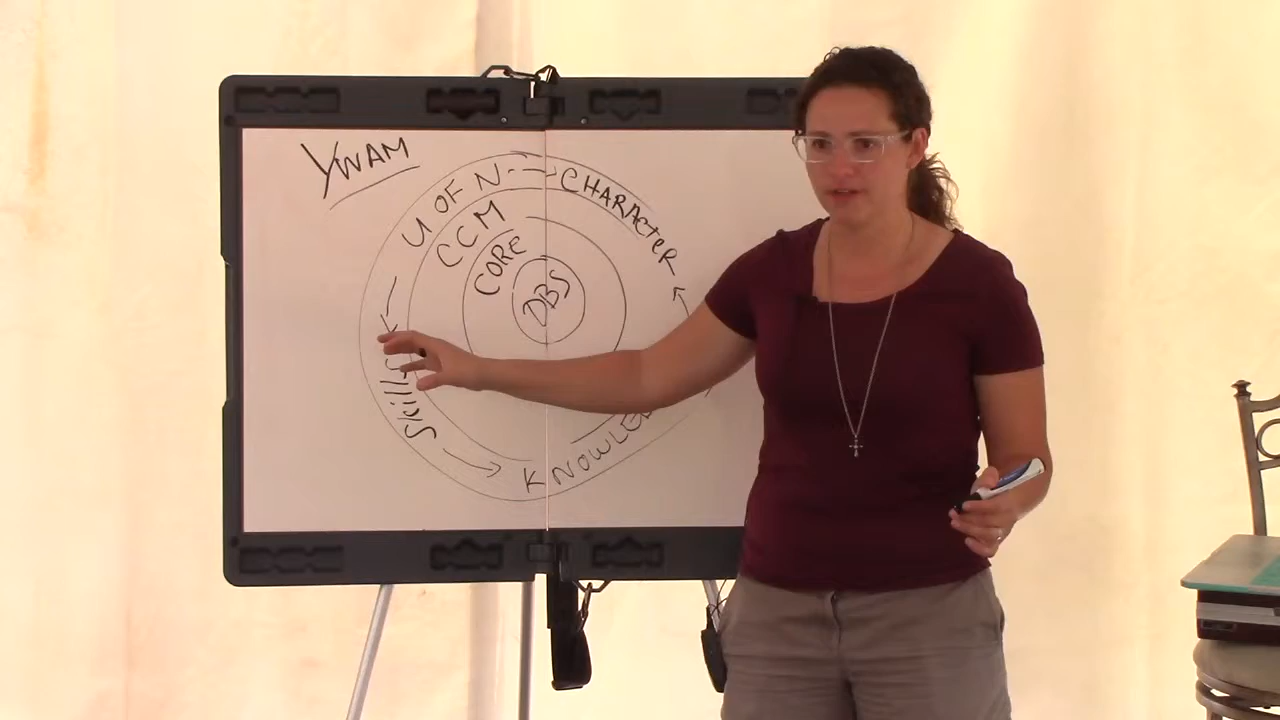 YWAM
U OF N
CHARACTER
CCM
CORE
DBS
Skills
KNOWLE